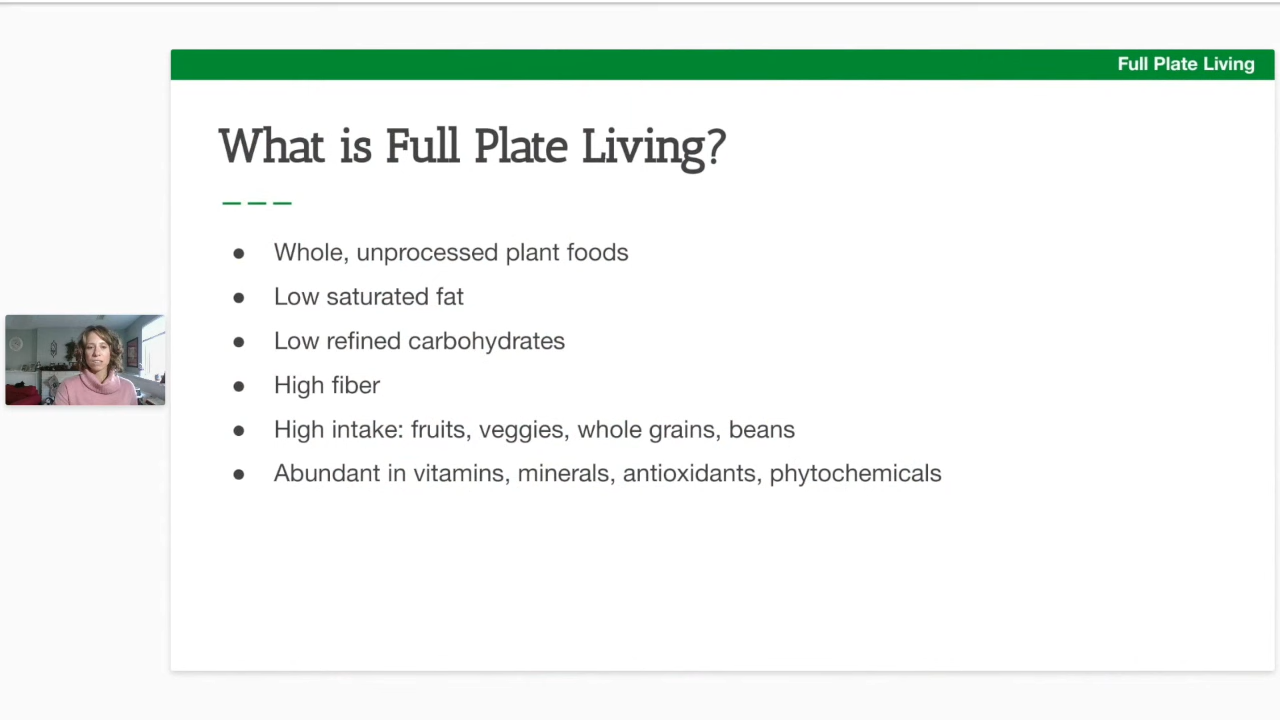 Full Plate Living
What is Full Plate Living?
● Whole, unprocessed plant foods
● Low saturated fat
● Low refined carbohydrates
● High fiber
● High intake: fruits, veggies, whole grains, beans
● Abundant in vitamins, minerals, antioxidants, phytochemicals